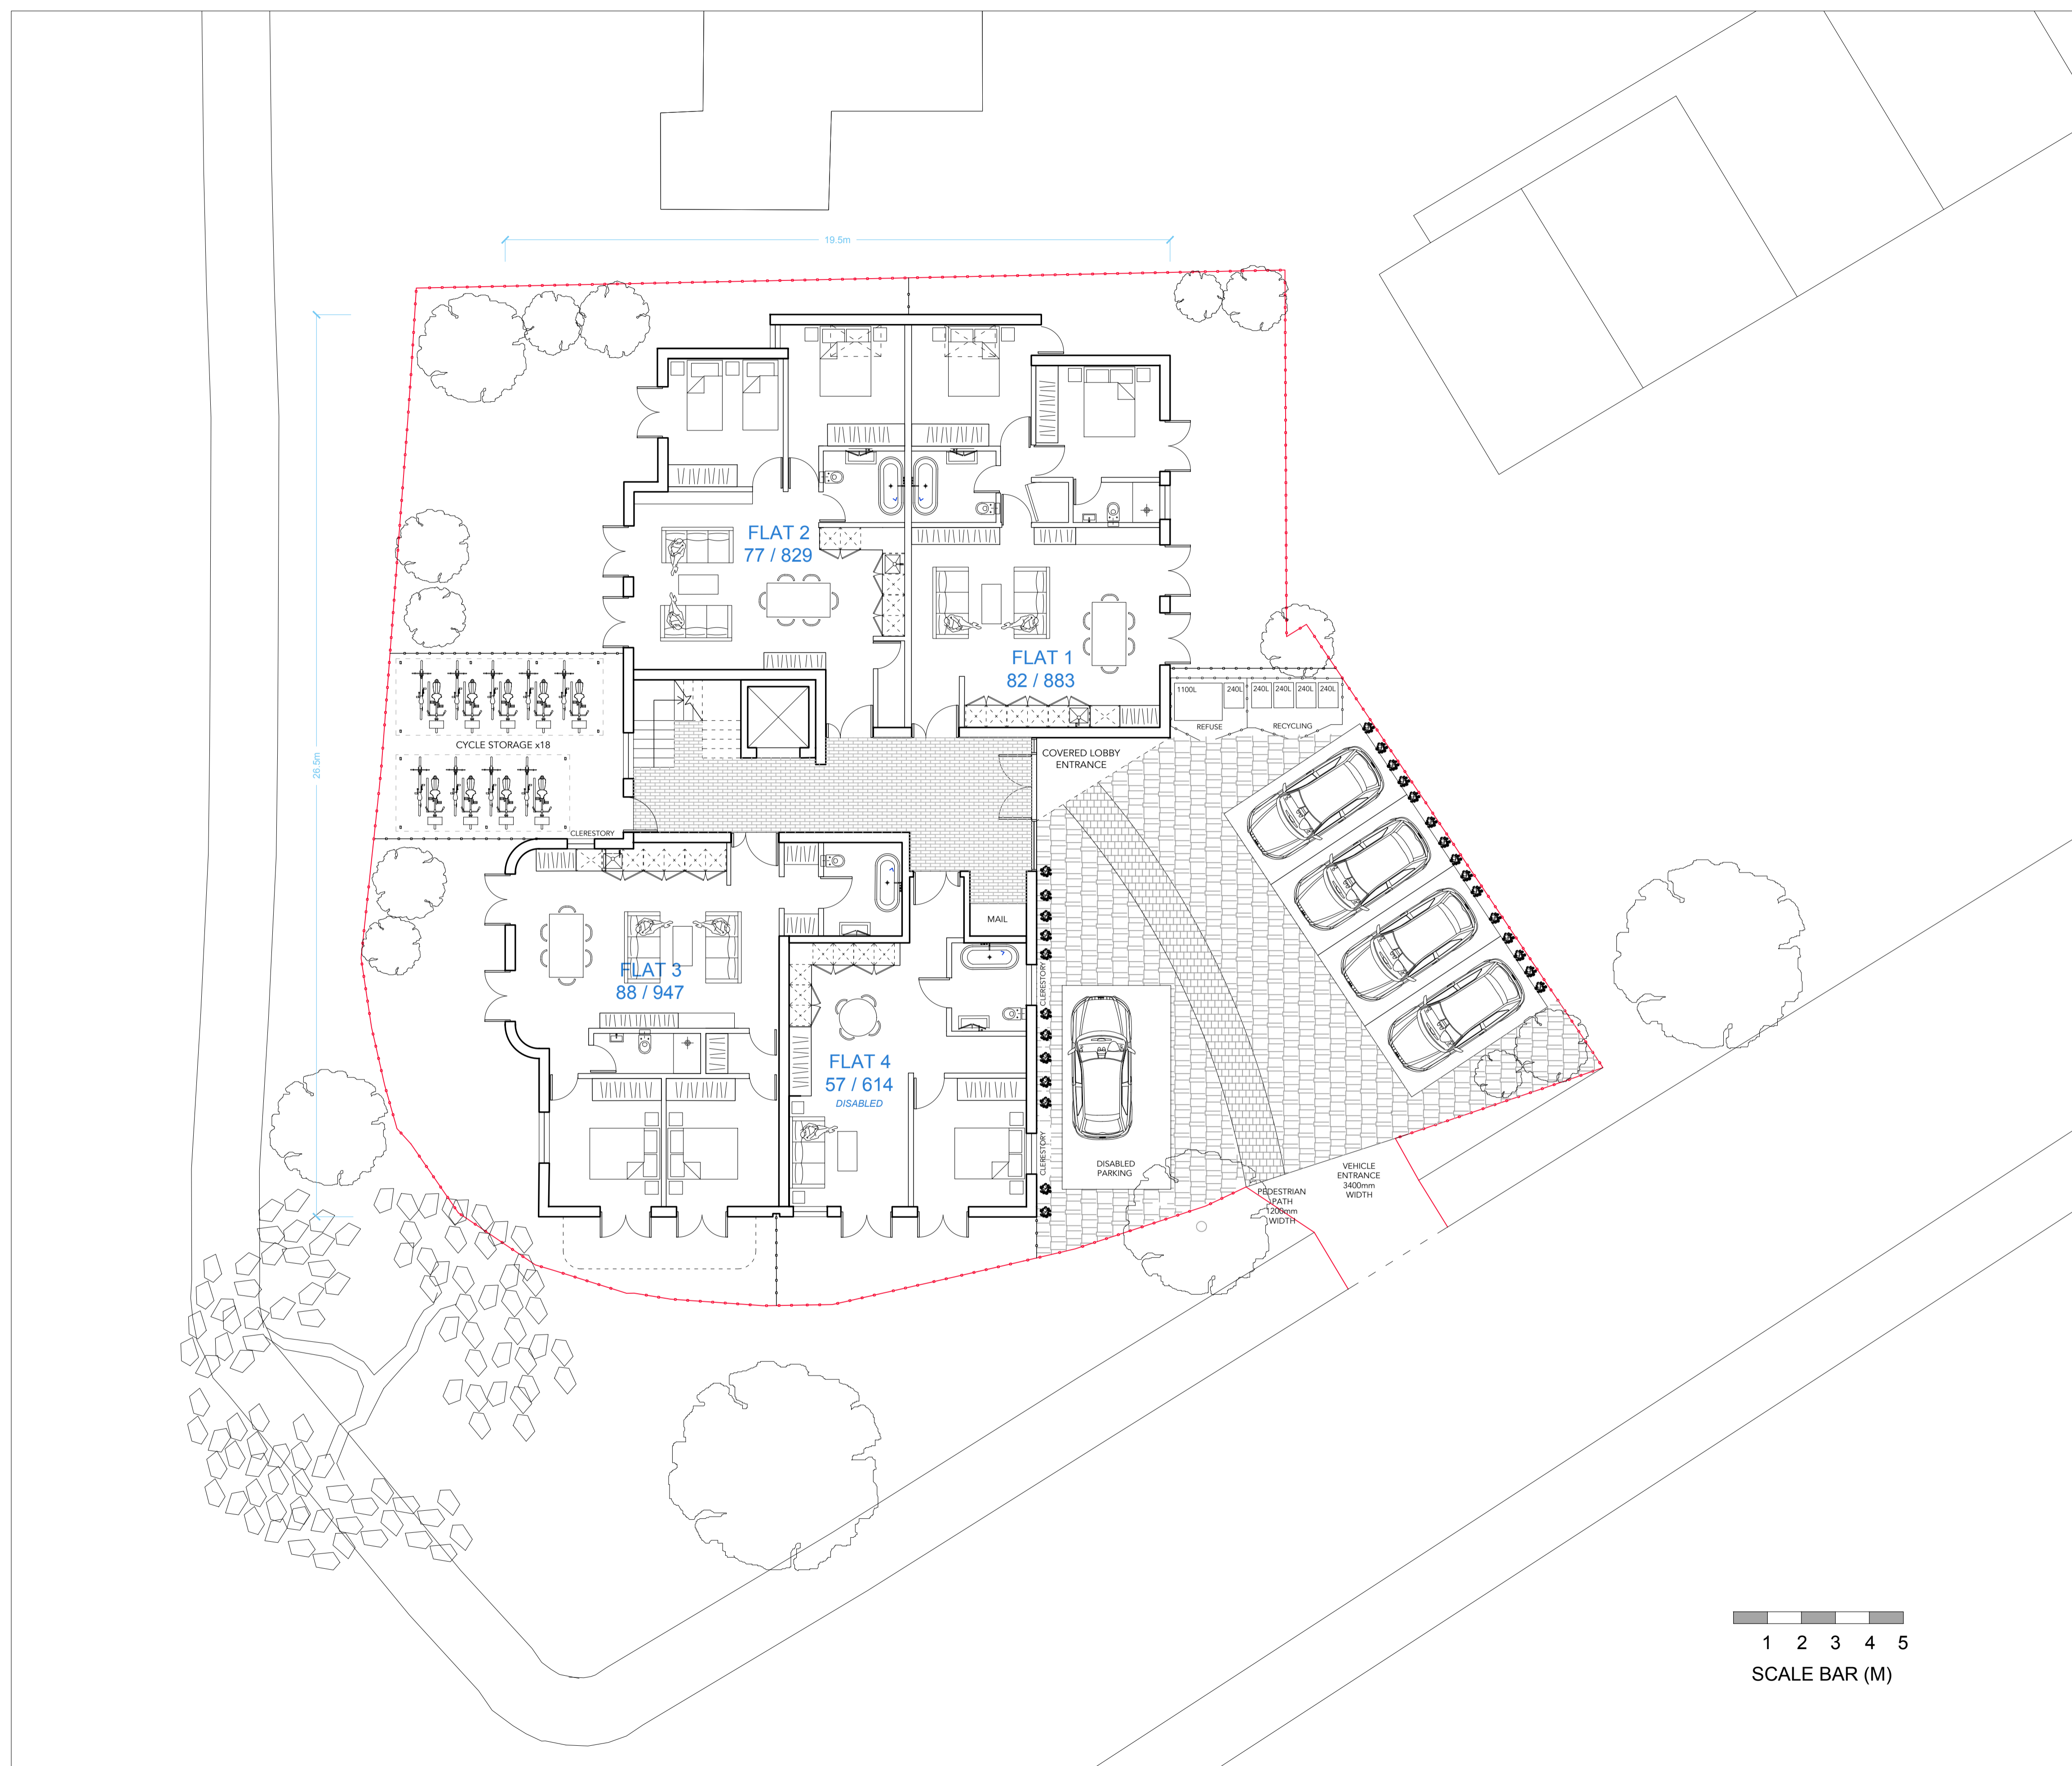 19.5m
26.5m
FLAT 2
77 / 829
FLAT 1
82 / 883
1100L
240L
240L
240L
240L
240L
REFUSE
RECYCLING
CYCLE STORAGE x18
COVERED LOBBY
ENTRANCE
CLERESTORY
MAIL
FLAT 3
88 / 947
CLERESTORY
FLAT 4
57 / 614
DISABLED
CLERESTORY
DISABLED
PARKING
VEHICLE
ENTRANCE
3400mm
WIDTH
PEDESTRIAN
PATH
1200mm
WIDTH
1 2 3 4 5
SCALE BAR (M)